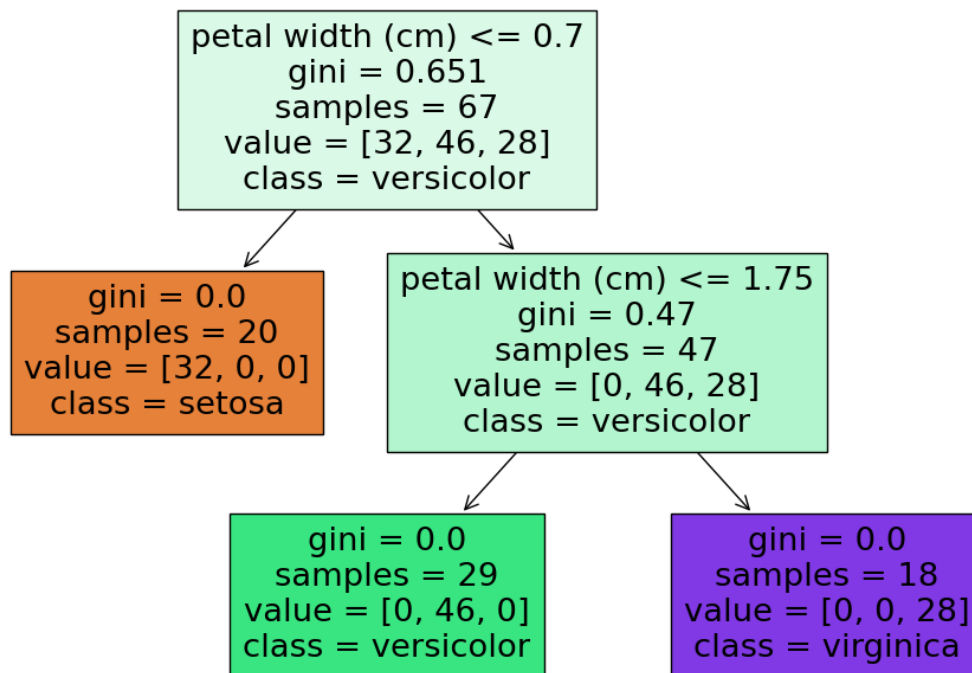 petal width (cm) <= 0.7
gini = 0.651
samples = 67
value = [32, 46, 28]
class = versicolor
gini = 0.0
samples = 20
value = [32, 0, 0]
class = setosa
petal width (cm) <= 1.75
gini = 0.47
samples = 47
value = [0, 46, 28]
class = versicolor
gini = 0.0
samples = 29
value = [0, 46, 0]
class = versicolor
gini = 0.0
samples = 18
value = [0, 0, 28]
class = virginica